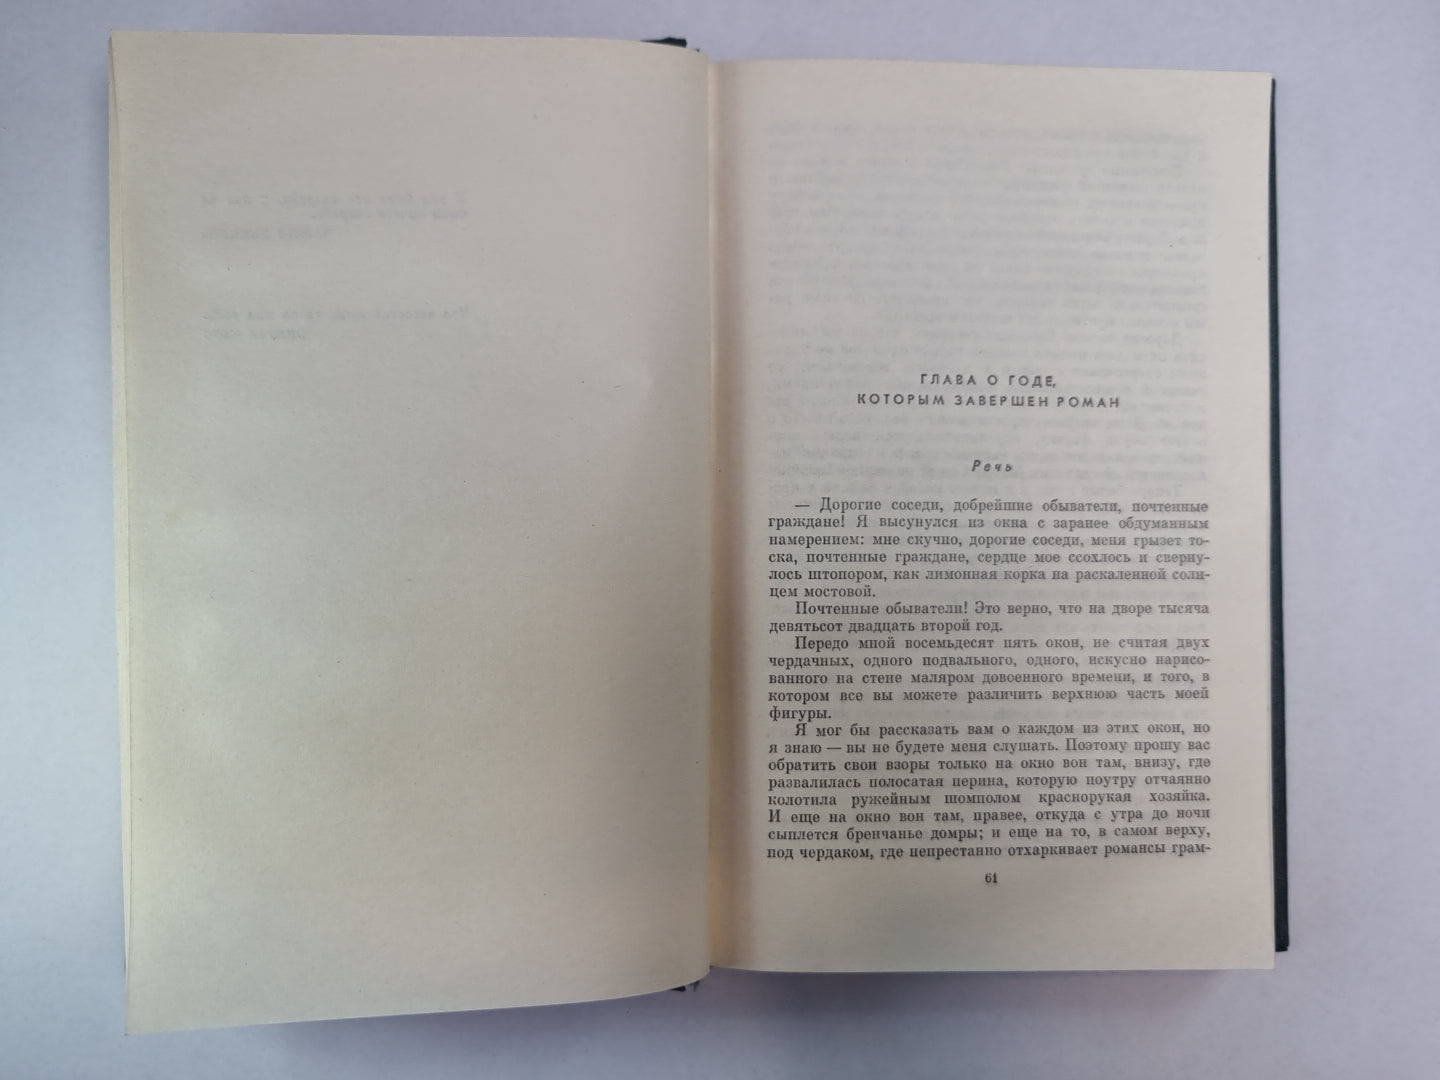 ГЛАВА О ГОДЕ,
КОТОРЫМ ЗАВЕРШЕН РОМАН
Речь
— Дорогие соседи, добрейшие обыватели, почтенные
граждане! Я высунулся из окна с заранее обдуманным
намерением: мне скучно, дорогие соседи, меня грызет то-
ска, почтенные граждане, сердце мое ссохлось и сверну-
лось штопором, как лимонная корка на раскаленной солн-
цем мостовой.
Почтенные обыватели! Это верно, что на дворе тысяча
девятьсот двадцать второй год.
Передо мной восемьдесят пять окон, не считая двух
чердачных, одного подвального, одного, искусно нарисо-
ванного на стене маляром довоенного времени, и того, в
котором все вы можете различить верхнюю часть моей
фигуры.
Я мог бы рассказать вам о каждом из этих окон, но
я знаю — вы не будете меня слушать. Поэтому прошу вас
обратить свои взоры только на окно вон там, внизу, где
развалилась полосатая перина, которую поутру отчаянно
колотила ружейным шомполом краснорукая хозяйка.
И еще на окно вон там, правее, откуда с утра до ночи
сыплется бренчанье домры; и еще на то, в самом верху,
под чердаком, где непрестанно отхаркивает романсы грам-
61